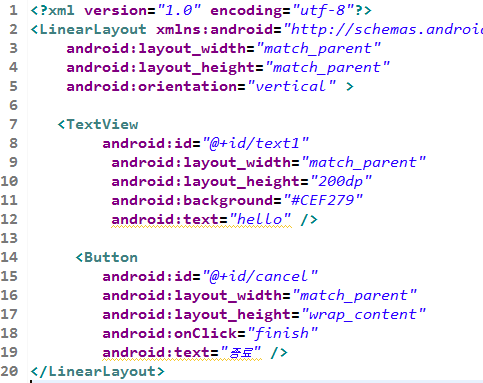 1 <?xml version="1.0" encoding="utf-8"?>
2 <LinearLayout xmlns:android="http://schemas.androi
3 android:layout_width="match_parent"
4 android:layout_height="match_parent"
5 android:orientation="vertical" >
6
7 <TextView
8 android:id="@+id/text1"
9 android:layout_width="match_parent"
10 android:layout_height="200dp"
11 android:background="#CEF279"
12 android:text="hello" />
13
14 <Button
15 android:id="@+id/cancel"
16 android:layout_width="match_parent"
17 android:layout_height="wrap_content"
18 android:onClick="finish"
19 android:text="종료" />
20 </LinearLayout>